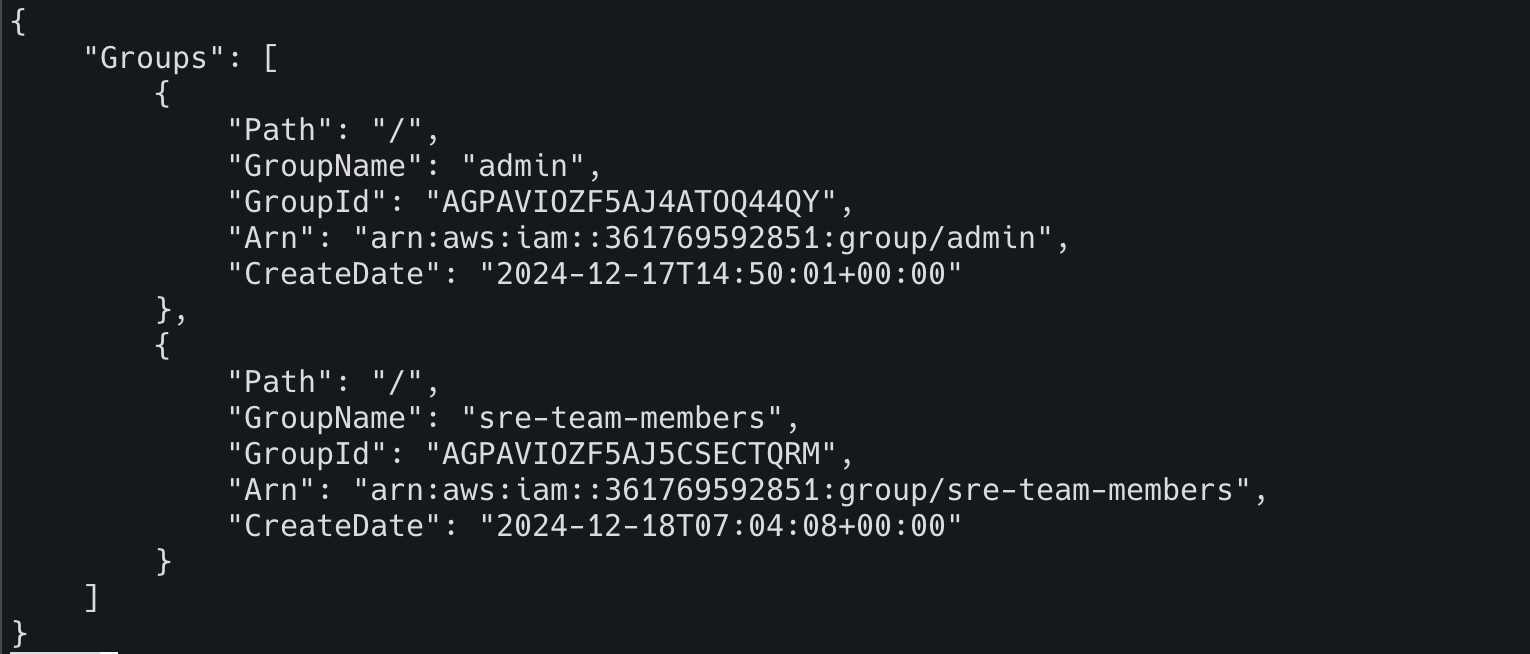 {
    "Groups": [
        {
            "Path": "/",
            "GroupName": "admin",
            "GroupId": "AGPAVIOZF5AJ4ATOQ44QY",
            "Arn": "arn:aws:iam::361769592851:group/admin",
            "CreateDate": "2024-12-17T14:50:01+00:00"
        },
        {
            "Path": "/",
            "GroupName": "sre-team-members",
            "GroupId": "AGPAVIOZF5AJ5CSECTQRM",
            "Arn": "arn:aws:iam::361769592851:group/sre-team-members",
            "CreateDate": "2024-12-18T07:04:08+00:00"
        }
    ]
}